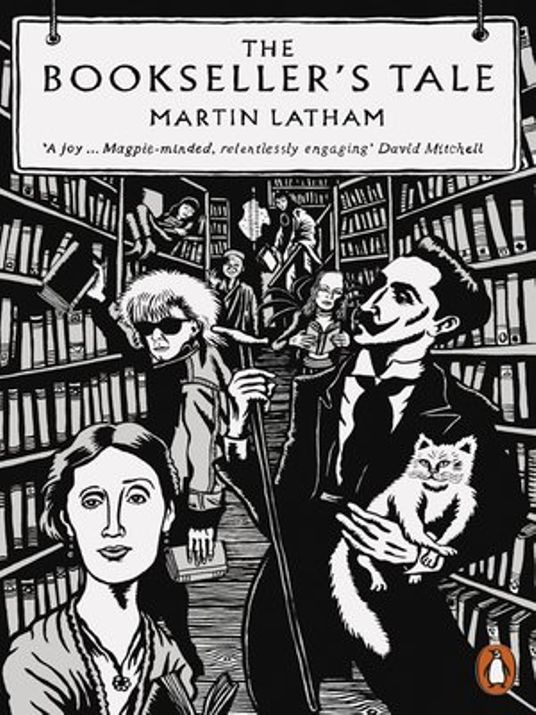 THE
BOOKSELLER'S TALE
MARTIN LATHAM
'A joy ... Magpie-minded, relentlessly engaging' David Mitchell